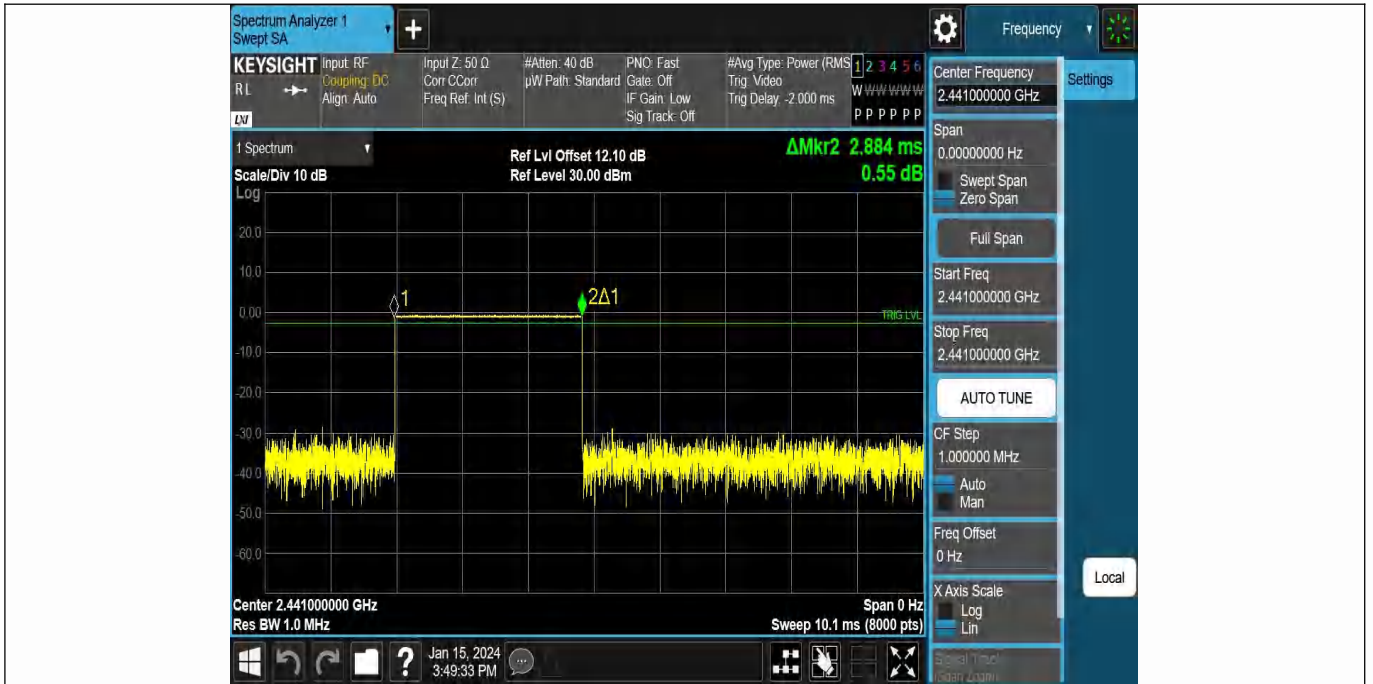 Spectrum Analyzer 1
Swept SA
Frequency
KEYSIGHT
R L
LXI
Input: RF
Coupling: DC
Align: Auto
Input Z: 50 Ω
Corr CCorr
Freq Ref: Int (S)
#Atten: 40 dB
µW Path: Standard
PNO: Fast
Gate: Off
IF Gain: Low
Sig Track: Off
#Avg Type: Power (RMS
Trig: Video
Trig Delay: -2.000 ms
1 2 3 4 5 6
W W W W W W
P P P P P P
1 Spectrum
Scale/Div 10 dB
Log
Ref Lvl Offset 12.10 dB
Ref Level 30.00 dBm
ΔMkr2 2.884 ms
0.55 dB
20.0
10.0
0.00
-10.0
-20.0
-30.0
-40.0
-50.0
-60.0
1
2Δ1
TRIG LVL
Center 2.441000000 GHz
Res BW 1.0 MHz
Span 0 Hz
Sweep 10.1 ms (8000 pts)
Center Frequency
2.441000000 GHz
Settings
Span
0.00000000 Hz
Swept Span
Zero Span
Full Span
Start Freq
2.441000000 GHz
Stop Freq
2.441000000 GHz
AUTO TUNE
CF Step
1.000000 MHz
Auto
Man
Freq Offset
0 Hz
X Axis Scale
Log
Lin
Signal Track
(Span Zoom)
Local
?
Jan 15, 2024
3:49:33 PM